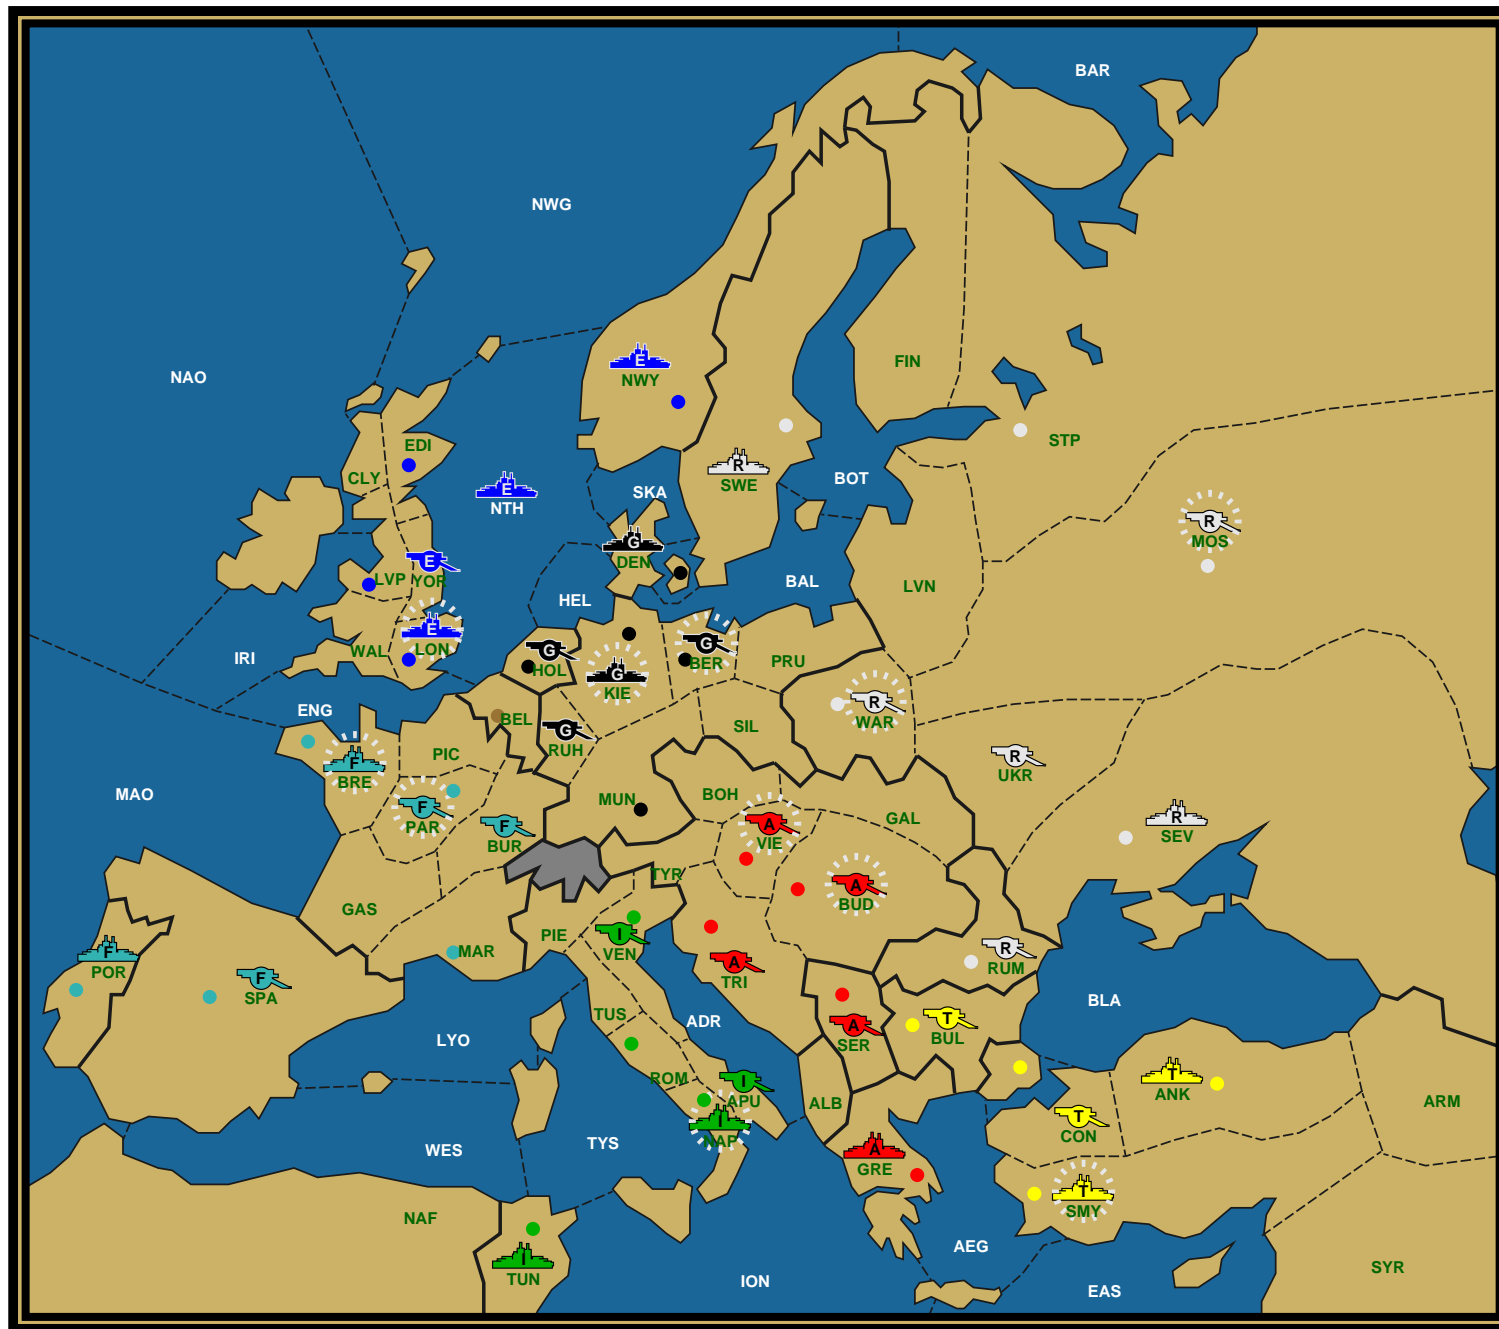 BAR
NWG
NAO
E
NWY
FIN
STP
EDI
CLY
E
NTH
SKA
R
SWE
BOT
R
MOS
G
DEN
E
LVP
YOR
HEL
BAL
LVN
E
LON
WAL
IRI
G
HOL
G
KIE
G
BER
PRU
R
WAR
ENG
BEL
G
RUH
SIL
R
UKR
F
BRE
PIC
MAO
F
PAR
F
BUR
MUN
BOH
A
VIE
GAL
R
SEV
TYR
A
BUD
GAS
PIE
I
VEN
MAR
F
POR
F
SPA
A
TRI
R
RUM
BLA
TUS
ADR
LYO
A
SER
T
BUL
ROM
I
APU
ALB
T
ANK
ARM
I
NAP
T
CON
WES
TYS
A
GRE
T
SMY
NAF
AEG
I
TUN
ION
EAS
SYR